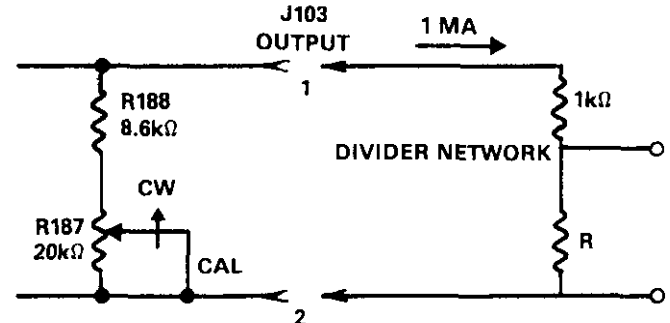 J103
OUTPUT
1 MA
1
R188
8.6kΩ
1kΩ
DIVIDER NETWORK
CW
R187
20kΩ
CAL
R
2